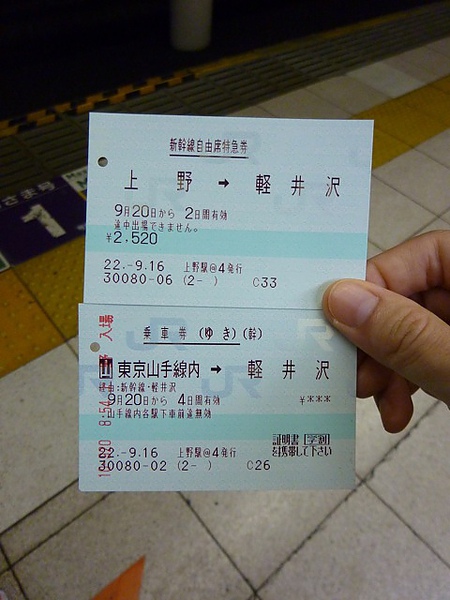 新幹線自由席特急券
上 野 → 軽 井 沢
9月20日から 2日間有効
途中出場できません。
¥2,520
22.-9.16 上野駅@4発行
30080-06 (2- ) C33
入場
乗車券 (ゆき) (幹)
山 東京山手線内 → 軽 井 沢
経由:新幹線・軽井沢
9月20日から 4日間有効 ¥***
:山手線内各駅下車前途無効
8:54
22.-9.16 上野駅@4発行
証明書 学割
を携帯して下さい
30080-02 (2- ) C26
1